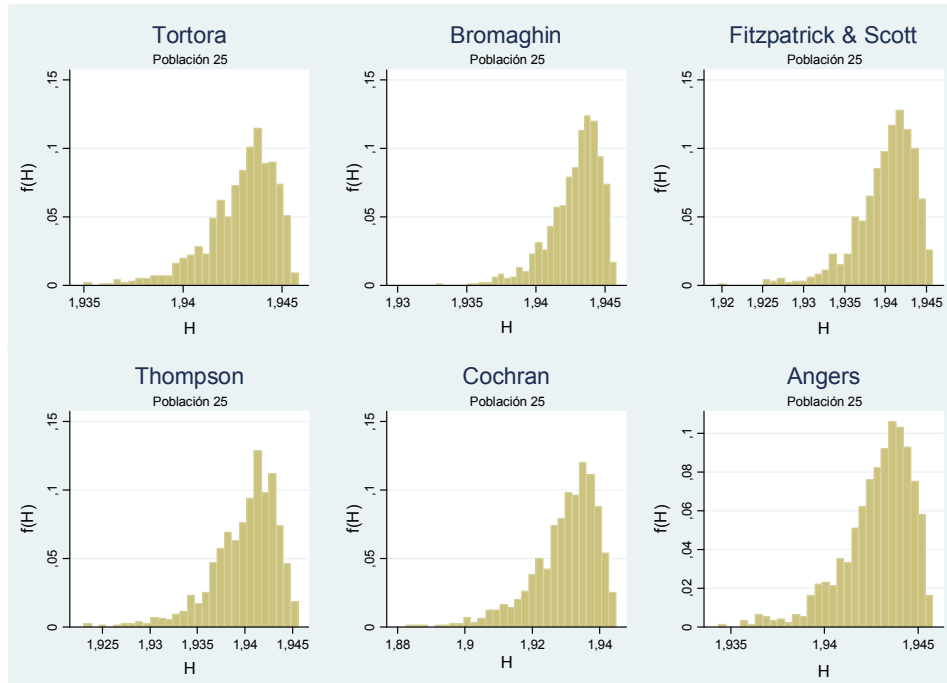 Tortora
Población 25
,15
,1
,05
0
f(H)
1,935 1,94 1,945
H
Bromaghin
Población 25
,15
,1
,05
0
f(H)
1,93 1,935 1,94 1,945
H
Fitzpatrick & Scott
Población 25
,15
,1
,05
0
f(H)
1,92 1,925 1,93 1,935 1,94 1,945
H
Thompson
Población 25
,15
,1
,05
0
f(H)
1,925 1,93 1,935 1,94 1,945
H
Cochran
Población 25
,15
,1
,05
0
f(H)
1,88 1,9 1,92 1,94
H
Angers
Población 25
,1
,08
,06
,04
,02
0
f(H)
1,935 1,94 1,945
H